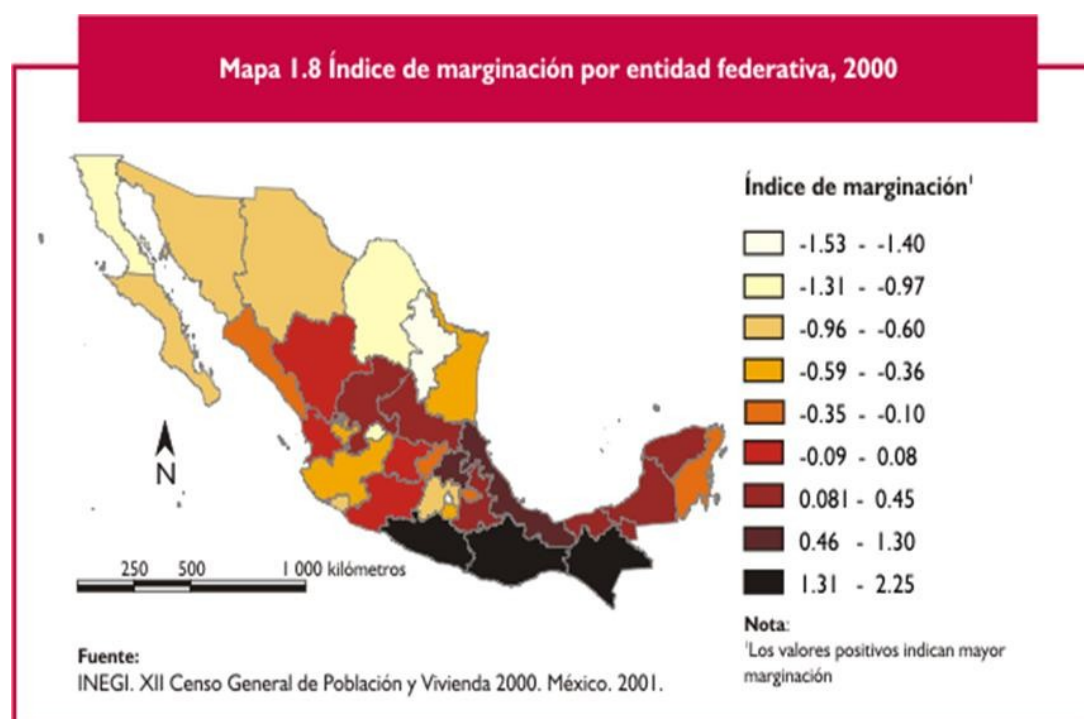 Mapa 1.8 Índice de marginación por entidad federativa, 2000
Índice de marginación¹
-1.53 - -1.40
-1.31 - -0.97
-0.96 - -0.60
-0.59 - -0.36
-0.35 - -0.10
-0.09 - 0.08
0.081 - 0.45
0.46 - 1.30
1.31 - 2.25
N
250 500 1 000 kilómetros
Nota:
¹Los valores positivos indican mayor
marginación
Fuente:
INEGI. XII Censo General de Población y Vivienda 2000. México. 2001.